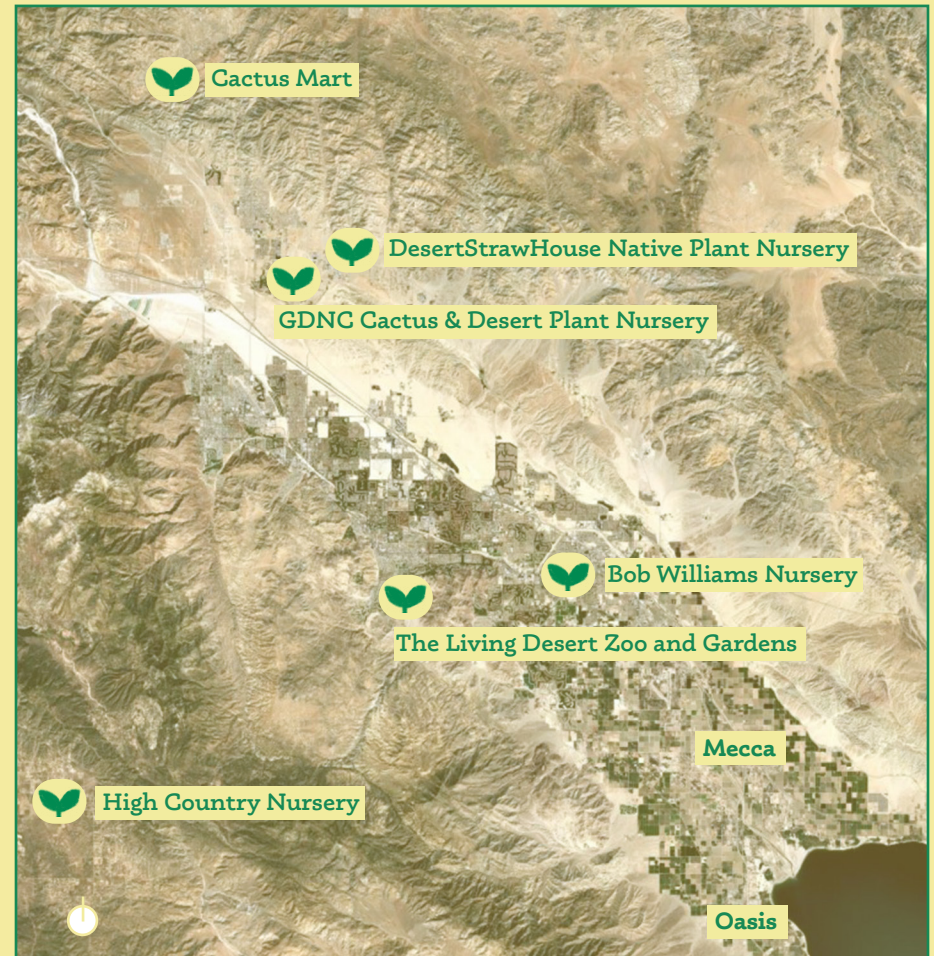 Cactus Mart
DesertStrawHouse Native Plant Nursery
GDNC Cactus & Desert Plant Nursery
Bob Williams Nursery
The Living Desert Zoo and Gardens
Mecca
High Country Nursery
Oasis